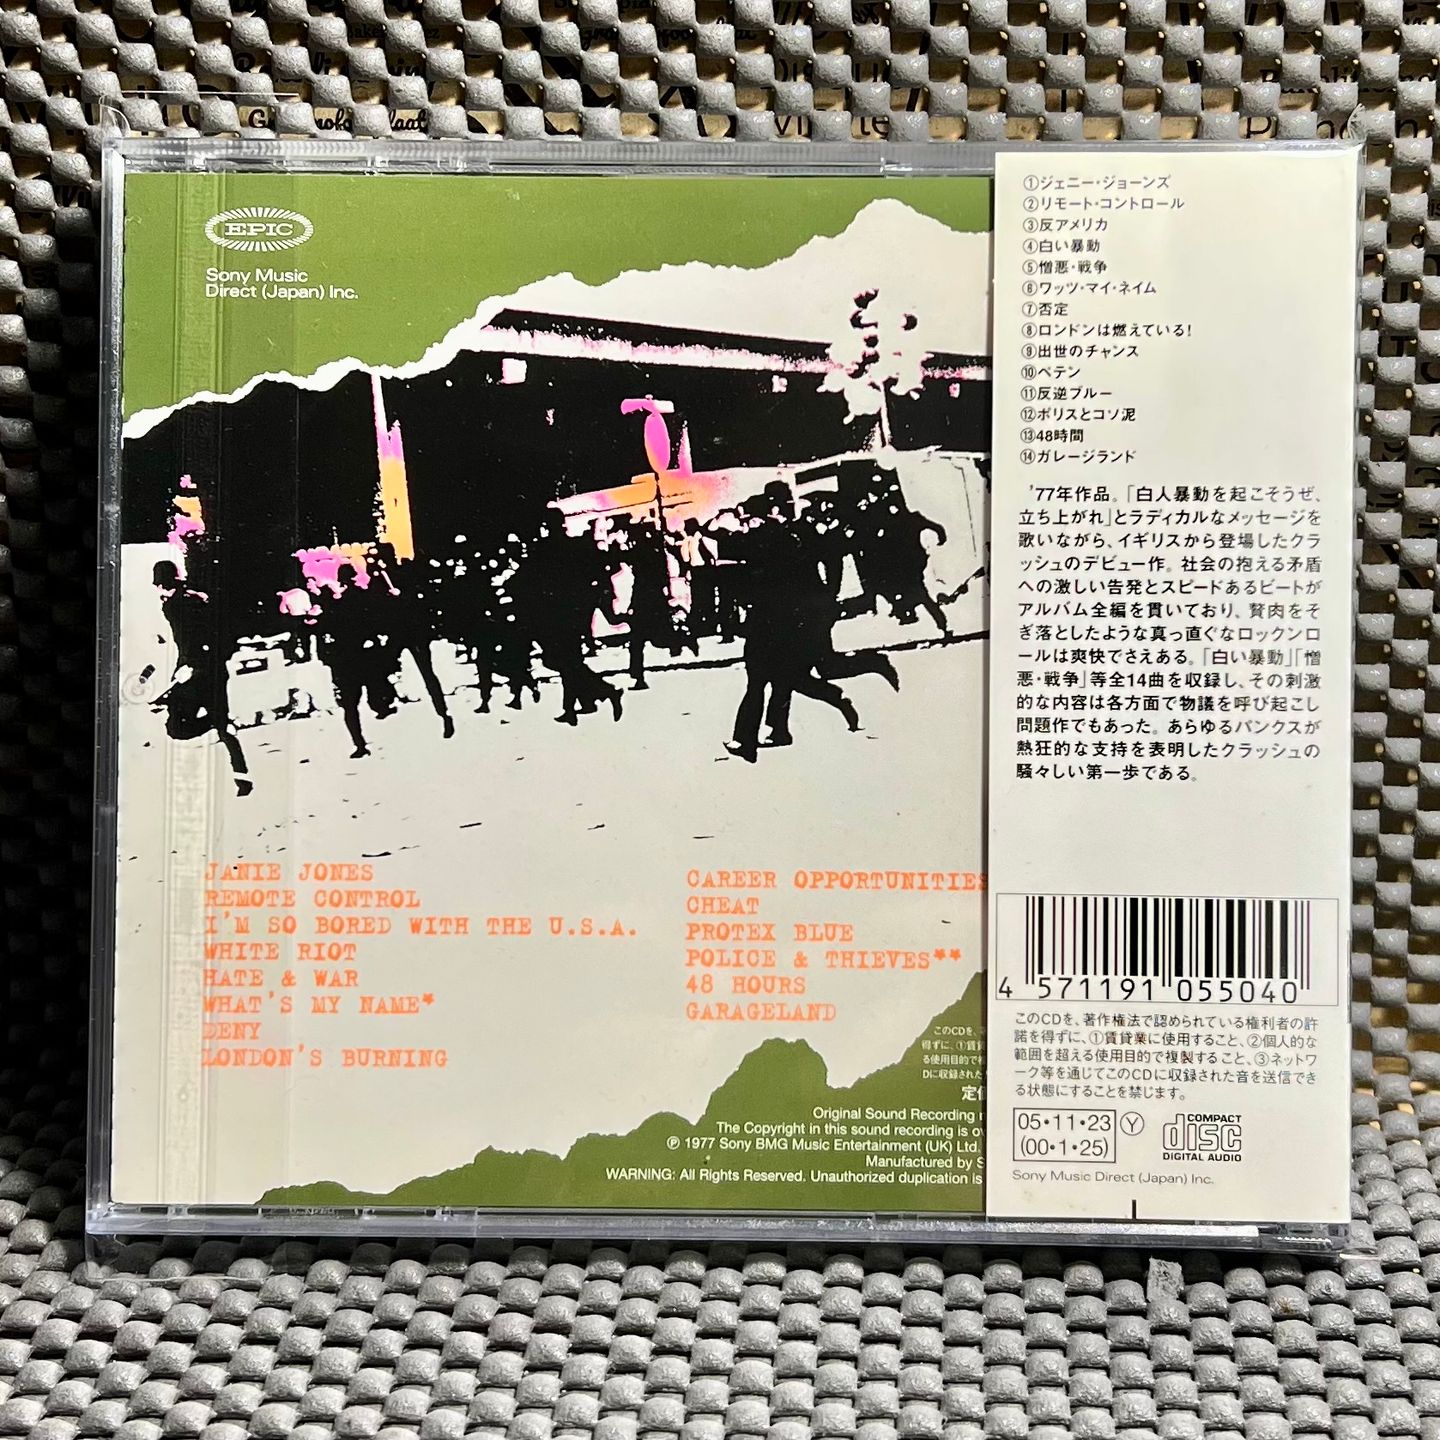 EPIC
Sony Music
Direct (Japan) Inc.
JANIE JONES
REMOTE CONTROL
I'M SO BORED WITH THE U.S.A.
WHITE RIOT
HATE & WAR
WHAT'S MY NAME*
DENY
LONDON'S BURNING
CAREER OPPORTUNITIES
CHEAT
PROTEX BLUE
POLICE & THIEVES**
48 HOURS
GARAGELAND
このCDを、
得ずに、①賃
る使用目的で
Dに収録された
定価
Original Sound Recording
The Copyright in this sound recording is
℗ 1977 Sony BMG Music Entertainment (UK) Ltd.
Manufactured by S
WARNING: All Rights Reserved. Unauthorized duplication is
①ジェニー・ジョーンズ
②リモート・コントロール
③反アメリカ
④白い暴動
⑤憎悪・戦争
⑥ワッツ・マイ・ネイム
⑦否定
⑧ロンドンは燃えている!
⑨出世のチャンス
⑩ペテン
⑪反逆ブルー
⑫ポリスとコソ泥
⑬48時間
⑭ガレージランド
'77年作品。「白人暴動を起こそうぜ、
立ち上がれ」とラディカルなメッセージを
歌いながら、イギリスから登場したクラ
ッシュのデビュー作。社会の抱える矛盾
への激しい告発とスピードあるビートが
アルバム全編を貫いており、贅肉をそ
ぎ落としたような真っ直ぐなロックンロ
ールは爽快でさえある。「白い暴動」「憎
悪・戦争」等全14曲を収録し、その刺激
的な内容は各方面で物議を呼び起こし
問題作でもあった。あらゆるパンクスが
熱狂的な支持を表明したクラッシュの
騒々しい第一歩である。
4 571191 055040
このCDを、著作権法で認められている権利者の許
諾を得ずに、①賃貸業に使用すること、②個人的な
範囲を超える使用目的で複製すること、③ネットワ
ーク等を通じてこのCDに収録された音を送信でき
る状態にすることを禁じます。
05・11・23 Y
(00・1・25)
COMPACT
disc
DIGITAL AUDIO
Sony Music Direct (Japan) Inc.